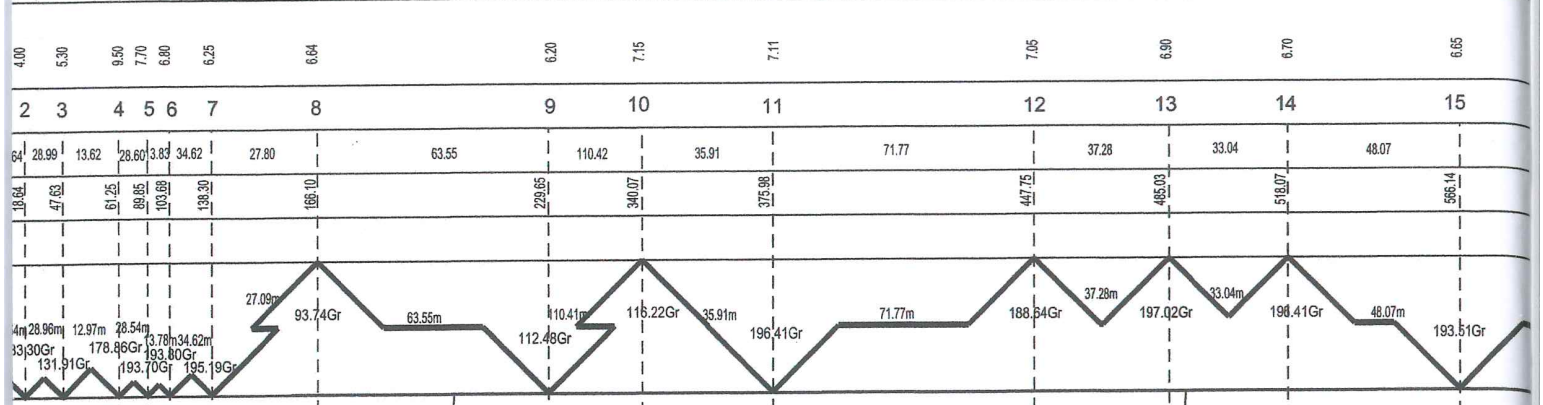 4.00 5.30 9.50 7.70 6.80 6.25 6.64 6.20 7.15 7.11 7.05 6.90 6.70 6.65
2 3 4 5 6 7 8 9 10 11 12 13 14 15
64 28.99 13.62 28.60 13.83 34.62 27.80 63.55 110.42 35.91 71.77 37.28 33.04 48.07
18.64 47.63 61.25 89.85 103.68 138.30 166.10 229.65 340.07 375.98 447.75 485.03 518.07 566.14
27.09m 37.28m 33.04m
93.74Gr 63.55m 110.41m 116.22Gr 35.91m 71.77m 188.64Gr 197.02Gr 196.41Gr 48.07m
4m 28.96m 12.97m 28.54m 112.48Gr 196.41Gr 193.51Gr
13.78m 34.62m
33.30Gr 178.86Gr 193.80Gr
131.91Gr 193.70Gr 195.19Gr